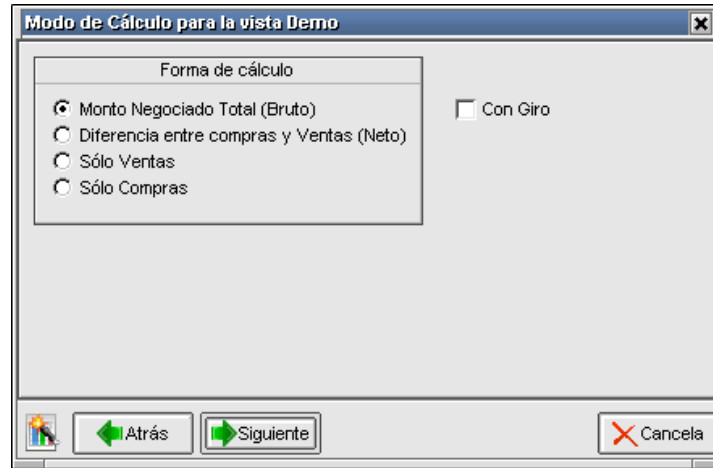 Modo de Cálculo para la vista Demo
Forma de cálculo
Monto Negociado Total (Bruto)
Con Giro
Diferencia entre compras y Ventas (Neto)
Sólo Ventas
Sólo Compras
Atrás
Siguiente
Cancela